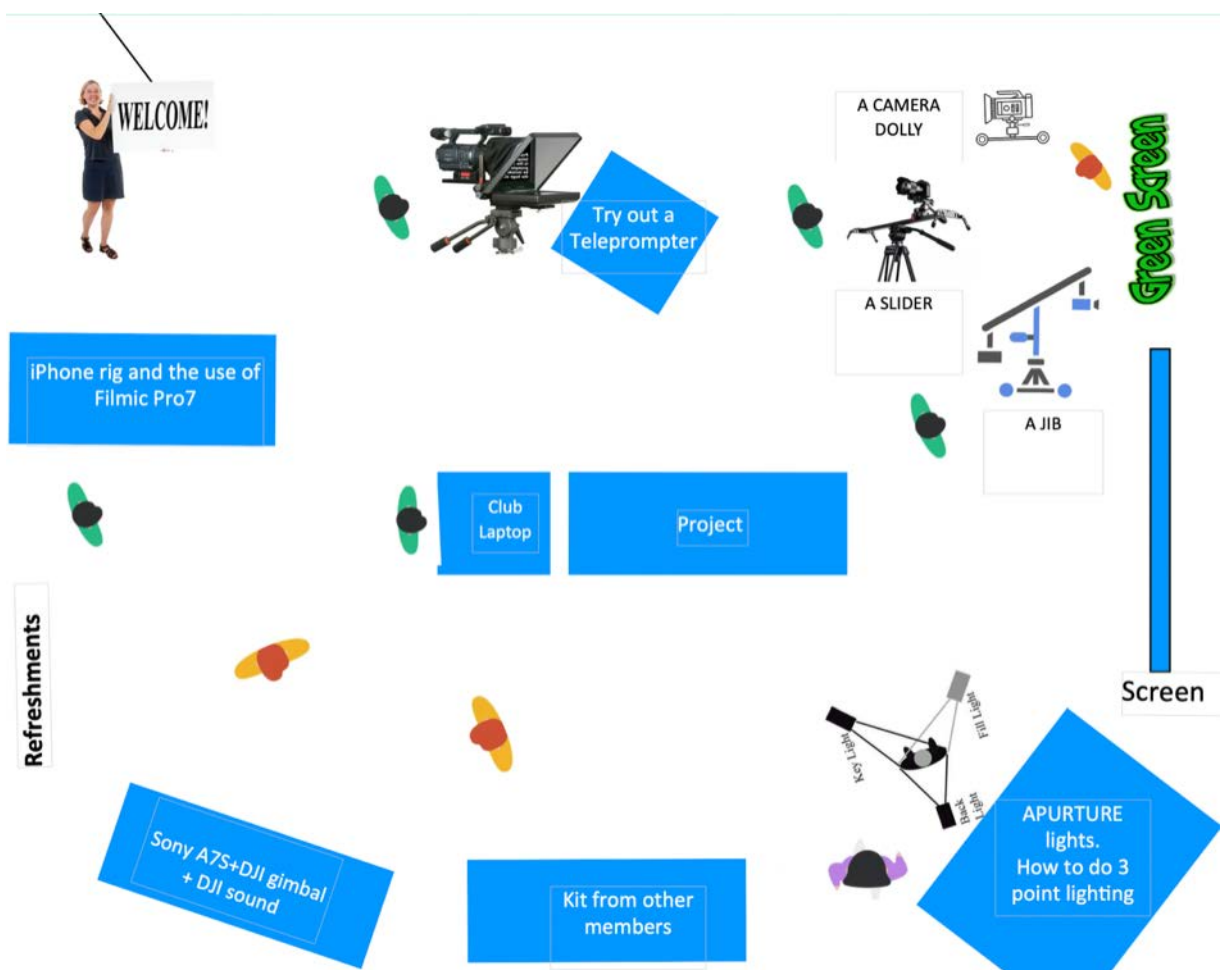 WELCOME!
A CAMERA
DOLLY
Green Screen
Try out a
Teleprompter
A SLIDER
iPhone rig and the use of
Filmic Pro7
A JIB
Club
Laptop
Project
Refreshments
Screen
Fill Light
Key Light
Back
Light
APURTURE
lights.
How to do 3
point lighting
Sony A7S+DJI gimbal
+ DJI sound
Kit from other
members